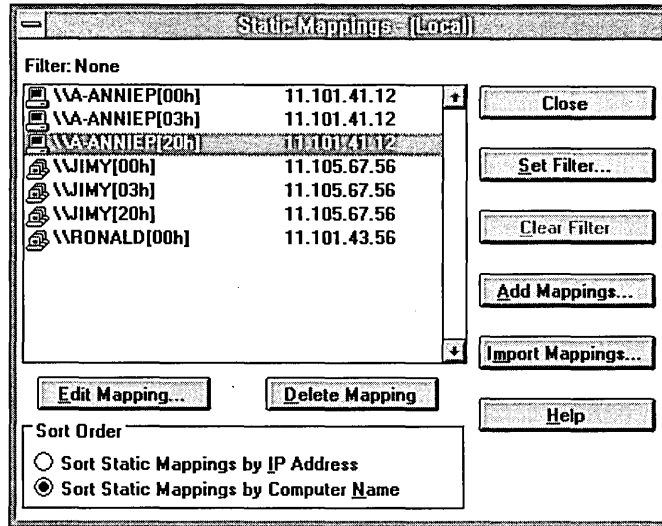 Static Mappings - (Local)
Filter: None
\\A-ANNIEP[00h] 11.101.41.12
\\A-ANNIEP[03h] 11.101.41.12
\\A-ANNIEP[20h] 11.101.41.12
\\JIMY[00h] 11.105.67.56
\\JIMY[03h] 11.105.67.56
\\JIMY[20h] 11.105.67.56
\\RONALD[00h] 11.101.43.56
Close
Set Filter...
Clear Filter
Add Mappings...
Import Mappings...
Help
Edit Mapping...
Delete Mapping
Sort Order
Sort Static Mappings by IP Address
Sort Static Mappings by Computer Name